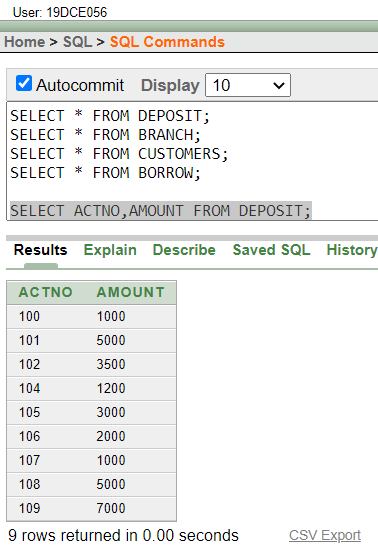 User: 19DCE056
Home > SQL > SQL Commands
Autocommit Display 10
SELECT * FROM DEPOSIT;
SELECT * FROM BRANCH;
SELECT * FROM CUSTOMERS;
SELECT * FROM BORROW;
SELECT ACTNO,AMOUNT FROM DEPOSIT;
Results Explain Describe Saved SQL History
ACTNO AMOUNT
100 1000
101 5000
102 3500
104 1200
105 3000
106 2000
107 1000
108 5000
109 7000
9 rows returned in 0.00 seconds CSV Export